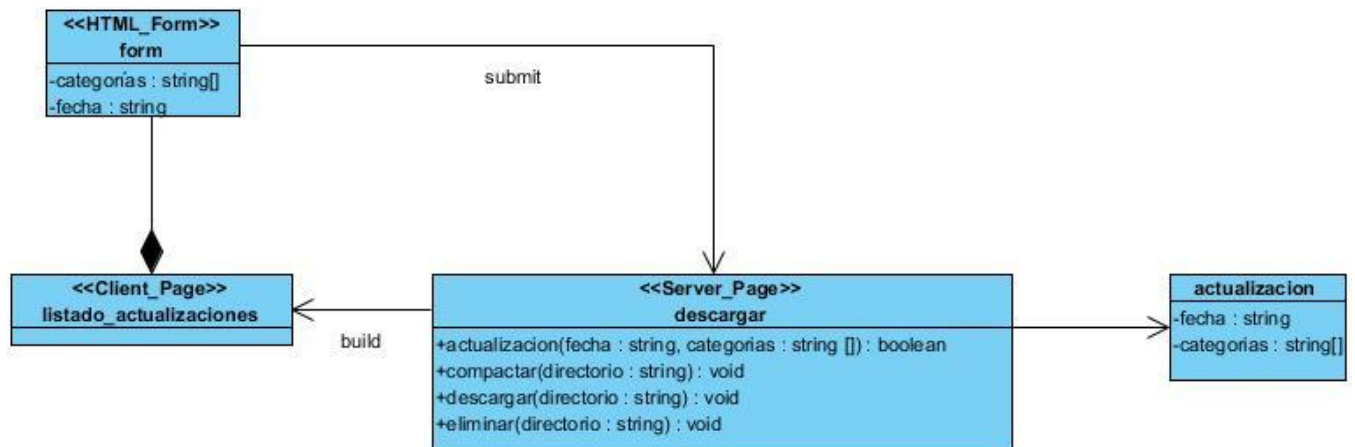 <<HTML_Form>>
form
-categorías : string[]
-fecha : string
submit
<<Client_Page>>
listado_actualizaciones
build
<<Server_Page>>
descargar
+actualizacion(fecha : string, categorias : string []) : boolean
+compactar(directorio : string) : void
+descargar(directorio : string) : void
+eliminar(directorio : string) : void
actualizacion
-fecha : string
-categorias : string[]